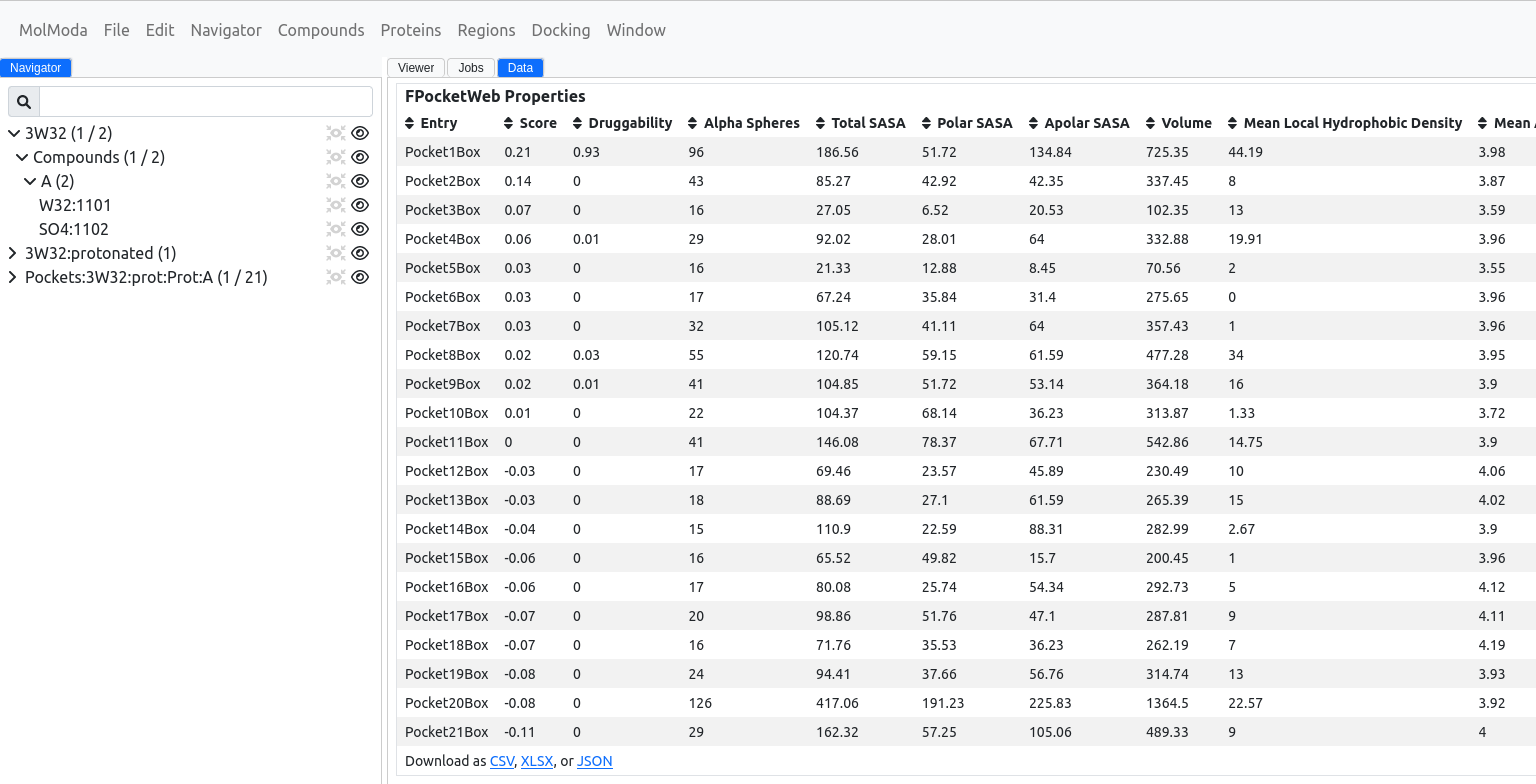 MolModa File Edit Navigator Compounds Proteins Regions Docking Window
Navigator
3W32 (1 / 2)
Compounds (1 / 2)
A (2)
W32:1101
SO4:1102
3W32:protonated (1)
Pockets:3W32:prot:Prot:A (1 / 21)
Viewer Jobs Data
FPocketWeb Properties
Entry Score Druggability Alpha Spheres Total SASA Polar SASA Apolar SASA Volume Mean Local Hydrophobic Density Mean
Pocket1Box 0.21 0.93 96 186.56 51.72 134.84 725.35 44.19 3.98
Pocket2Box 0.14 0 43 85.27 42.92 42.35 337.45 8 3.87
Pocket3Box 0.07 0 16 27.05 6.52 20.53 102.35 13 3.59
Pocket4Box 0.06 0.01 29 92.02 28.01 64 332.88 19.91 3.96
Pocket5Box 0.03 0 16 21.33 12.88 8.45 70.56 2 3.55
Pocket6Box 0.03 0 17 67.24 35.84 31.4 275.65 0 3.96
Pocket7Box 0.03 0 32 105.12 41.11 64 357.43 1 3.96
Pocket8Box 0.02 0.03 55 120.74 59.15 61.59 477.28 34 3.95
Pocket9Box 0.02 0.01 41 104.85 51.72 53.14 364.18 16 3.9
Pocket10Box 0.01 0 22 104.37 68.14 36.23 313.87 1.33 3.72
Pocket11Box 0 0 41 146.08 78.37 67.71 542.86 14.75 3.9
Pocket12Box -0.03 0 17 69.46 23.57 45.89 230.49 10 4.06
Pocket13Box -0.03 0 18 88.69 27.1 61.59 265.39 15 4.02
Pocket14Box -0.04 0 15 110.9 22.59 88.31 282.99 2.67 3.9
Pocket15Box -0.06 0 16 65.52 49.82 15.7 200.45 1 3.96
Pocket16Box -0.06 0 17 80.08 25.74 54.34 292.73 5 4.12
Pocket17Box -0.07 0 20 98.86 51.76 47.1 287.81 9 4.11
Pocket18Box -0.07 0 16 71.76 35.53 36.23 262.19 7 4.19
Pocket19Box -0.08 0 24 94.41 37.66 56.76 314.74 13 3.93
Pocket20Box -0.08 0 126 417.06 191.23 225.83 1364.5 22.57 3.92
Pocket21Box -0.11 0 29 162.32 57.25 105.06 489.33 9 4
Download as CSV, XLSX, or JSON